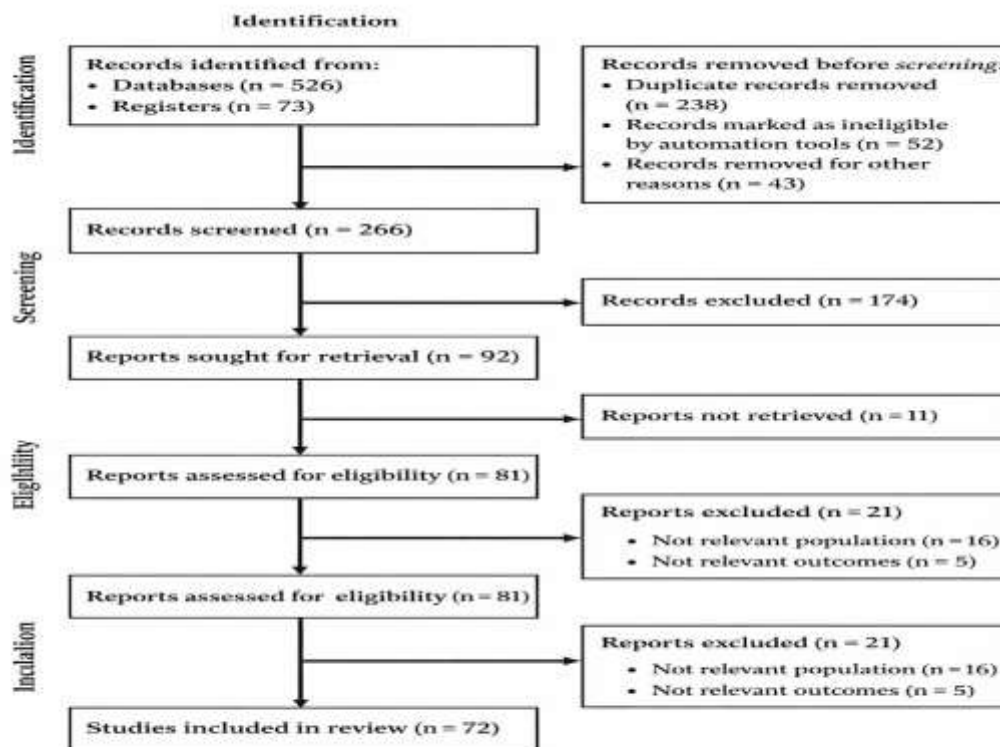 Identification
Identification
Records identified from:
• Databases (n = 526)
• Registers (n = 73)
Records removed before screening:
• Duplicate records removed
(n = 238)
• Records marked as ineligible
by automation tools (n = 52)
• Records removed for other
reasons (n = 43)
Records screened (n = 266)
Sereening
Records excluded (n = 174)
Reports sought for retrieval (n = 92)
Reports not retrieved (n = 11)
Reports assessed for eligibility (n = 81)
Reports excluded (n = 21)
• Not relevant population (n = 16)
• Not relevant outcomes (n = 5)
Reports assessed for eligibility (n = 81)
Reports excluded (n = 21)
• Not relevant population (n = 16)
• Not relevant outcomes (n = 5)
Studies included in review (n = 72)